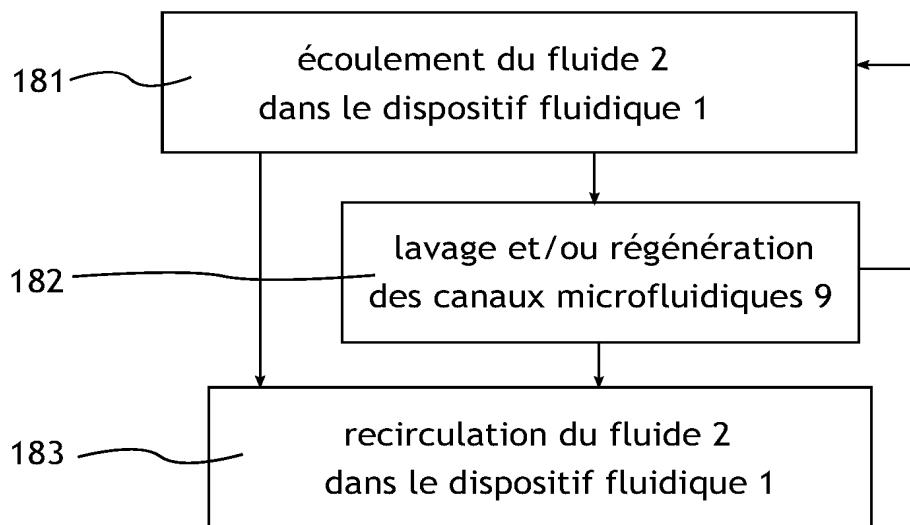 181
écoulement du fluide 2
dans le dispositif fluidique 1
182
lavage et/ou régénération
des canaux microfluidiques 9
183
recirculation du fluide 2
dans le dispositif fluidique 1